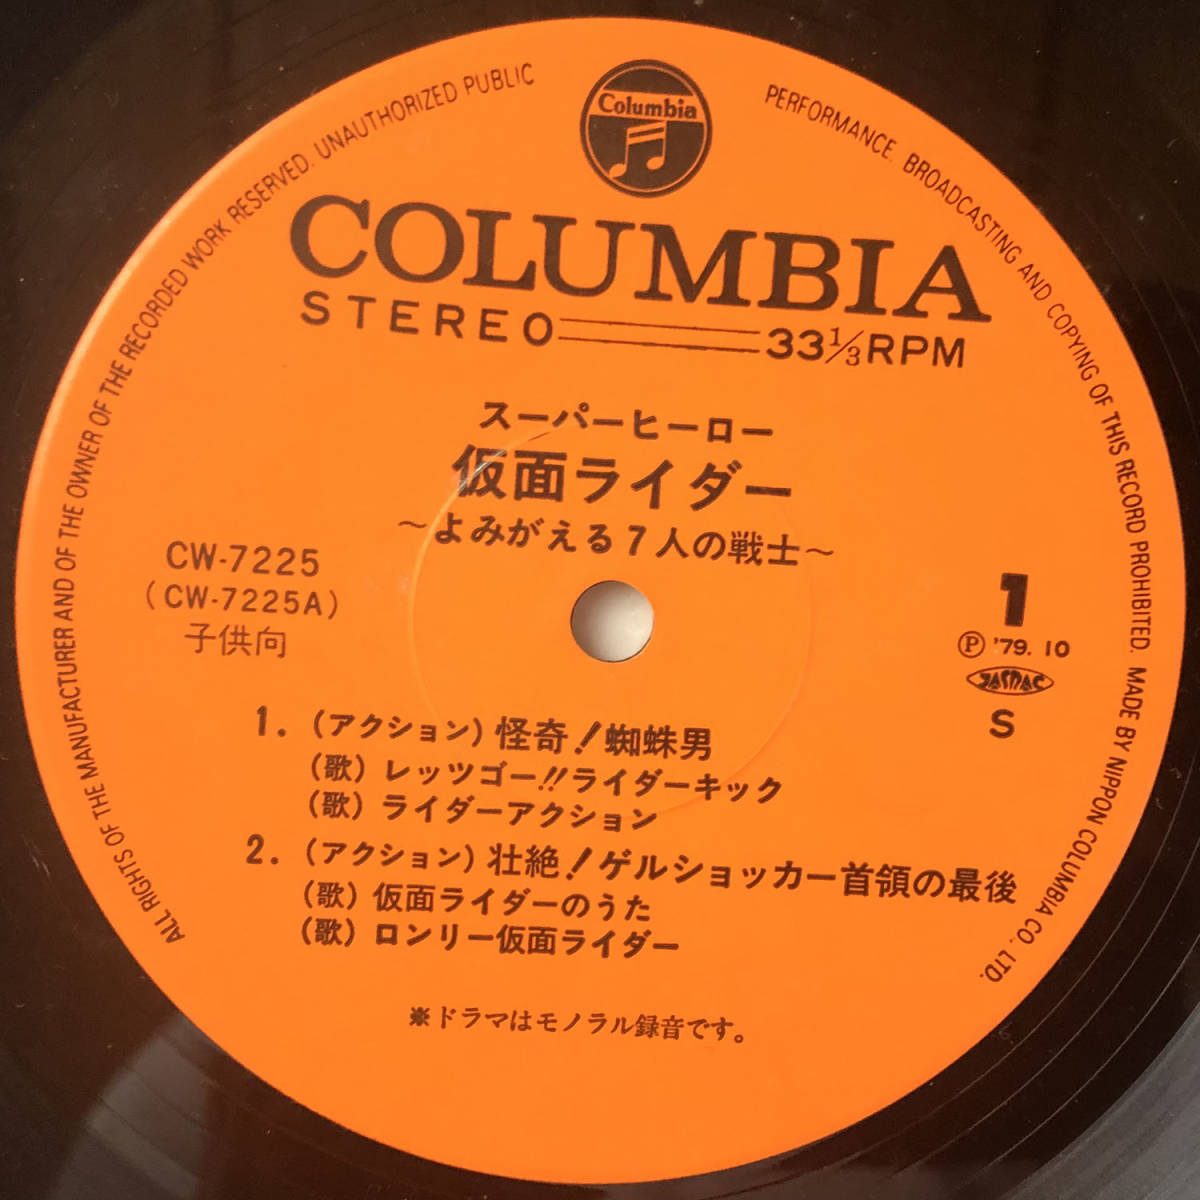 Columbia
COLUMBIA
STEREO 33⅓RPM
スーパーヒーロー
仮面ライダー
〜よみがえる7人の戦士〜
CW-7225
(CW-7225A)
子供向
1
Ⓟ '79. 10
JASRAC
S
1. (アクション) 怪奇!蜘蛛男
(歌) レッツゴー!!ライダーキック
(歌) ライダーアクション
2. (アクション) 壮絶!ゲルショッカー首領の最後
(歌) 仮面ライダーのうた
(歌) ロンリー仮面ライダー
※ドラマはモノラル録音です。
ALL RIGHTS OF THE MANUFACTURER AND OF THE OWNER OF THE RECORDED WORK RESERVED. UNAUTHORIZED PUBLIC PERFORMANCE. BROADCASTING AND COPYING OF THIS RECORD PROHIBITED. MADE BY NIPPON COLUMBIA CO., LTD.